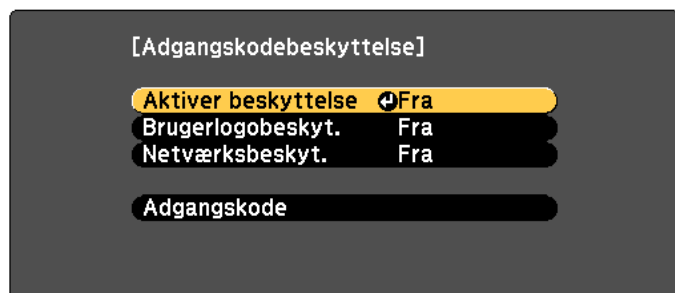 [Adgangskodebeskyttelse]
Aktiver beskyttelse Fra
Brugerlogobeskyt. Fra
Netværksbeskyt. Fra
Adgangskode